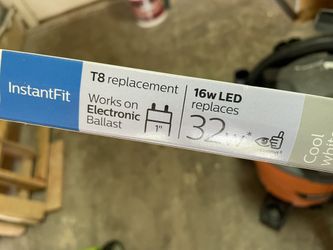 InstantFit
T8 replacement
Works on
Electronic
Ballast
1"
16w LED
replaces
32w*
Cool
white